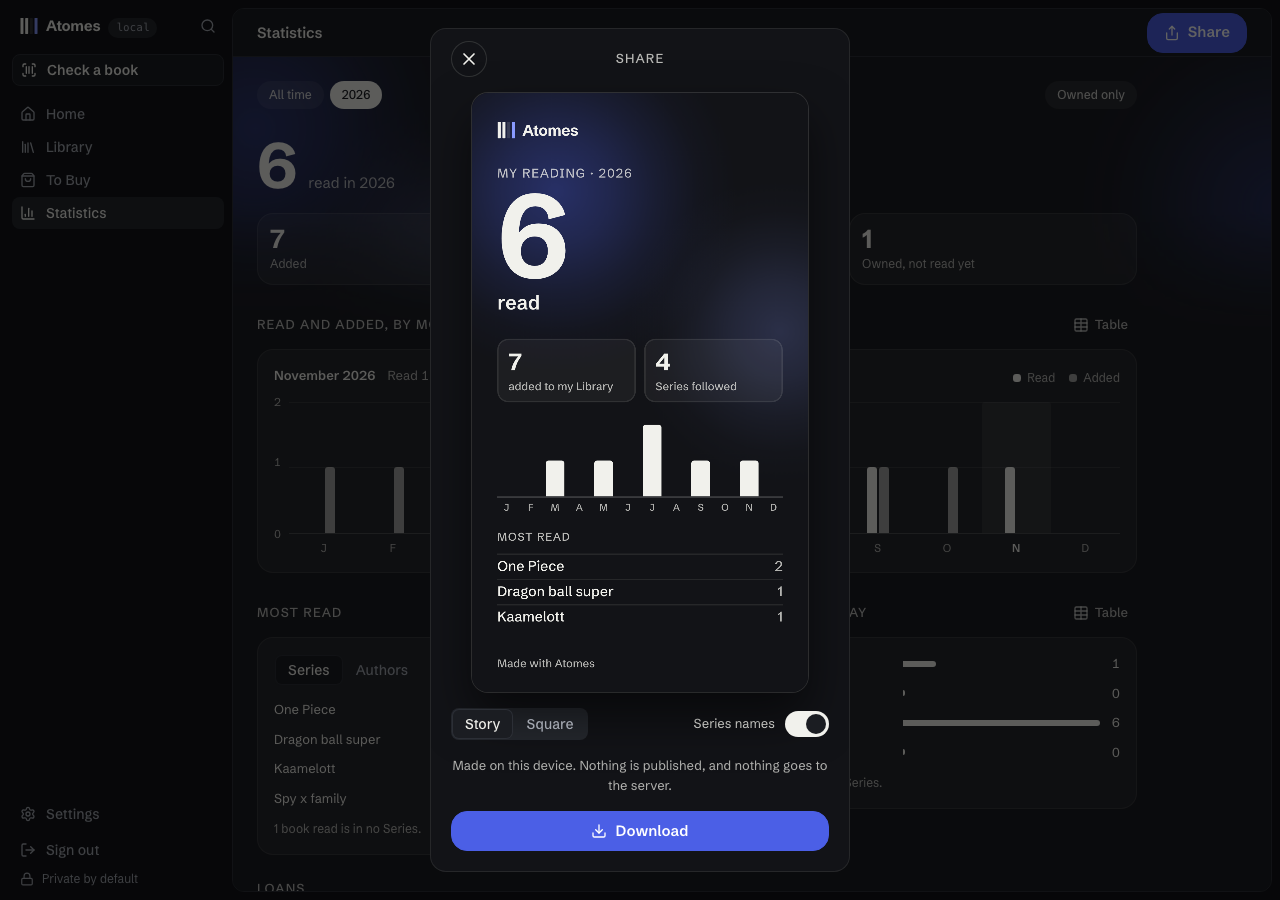 Atomes local
Check a book
Home
Library
To Buy
Statistics
Settings
Sign out
Private by default
Statistics
Share
All time
2026
Owned only
6 read in 2026
7
Added
1
Owned, not read yet
READ AND ADDED, BY
Table
November 2026 Read 1
Read
Added
2
1
0
J F S O N D
MOST READ
Series
Authors
One Piece
Dragon ball super
Kaamelott
Spy x family
1 book read is in no Series.
LOANS
AY
Table
1
0
6
0
Series.
SHARE
Atomes
MY READING · 2026
6
read
7
added to my Library
4
Series followed
J F M A M J J A S O N D
MOST READ
One Piece 2
Dragon ball super 1
Kaamelott 1
Made with Atomes
Story
Square
Series names
Made on this device. Nothing is published, and nothing goes to
the server.
Download